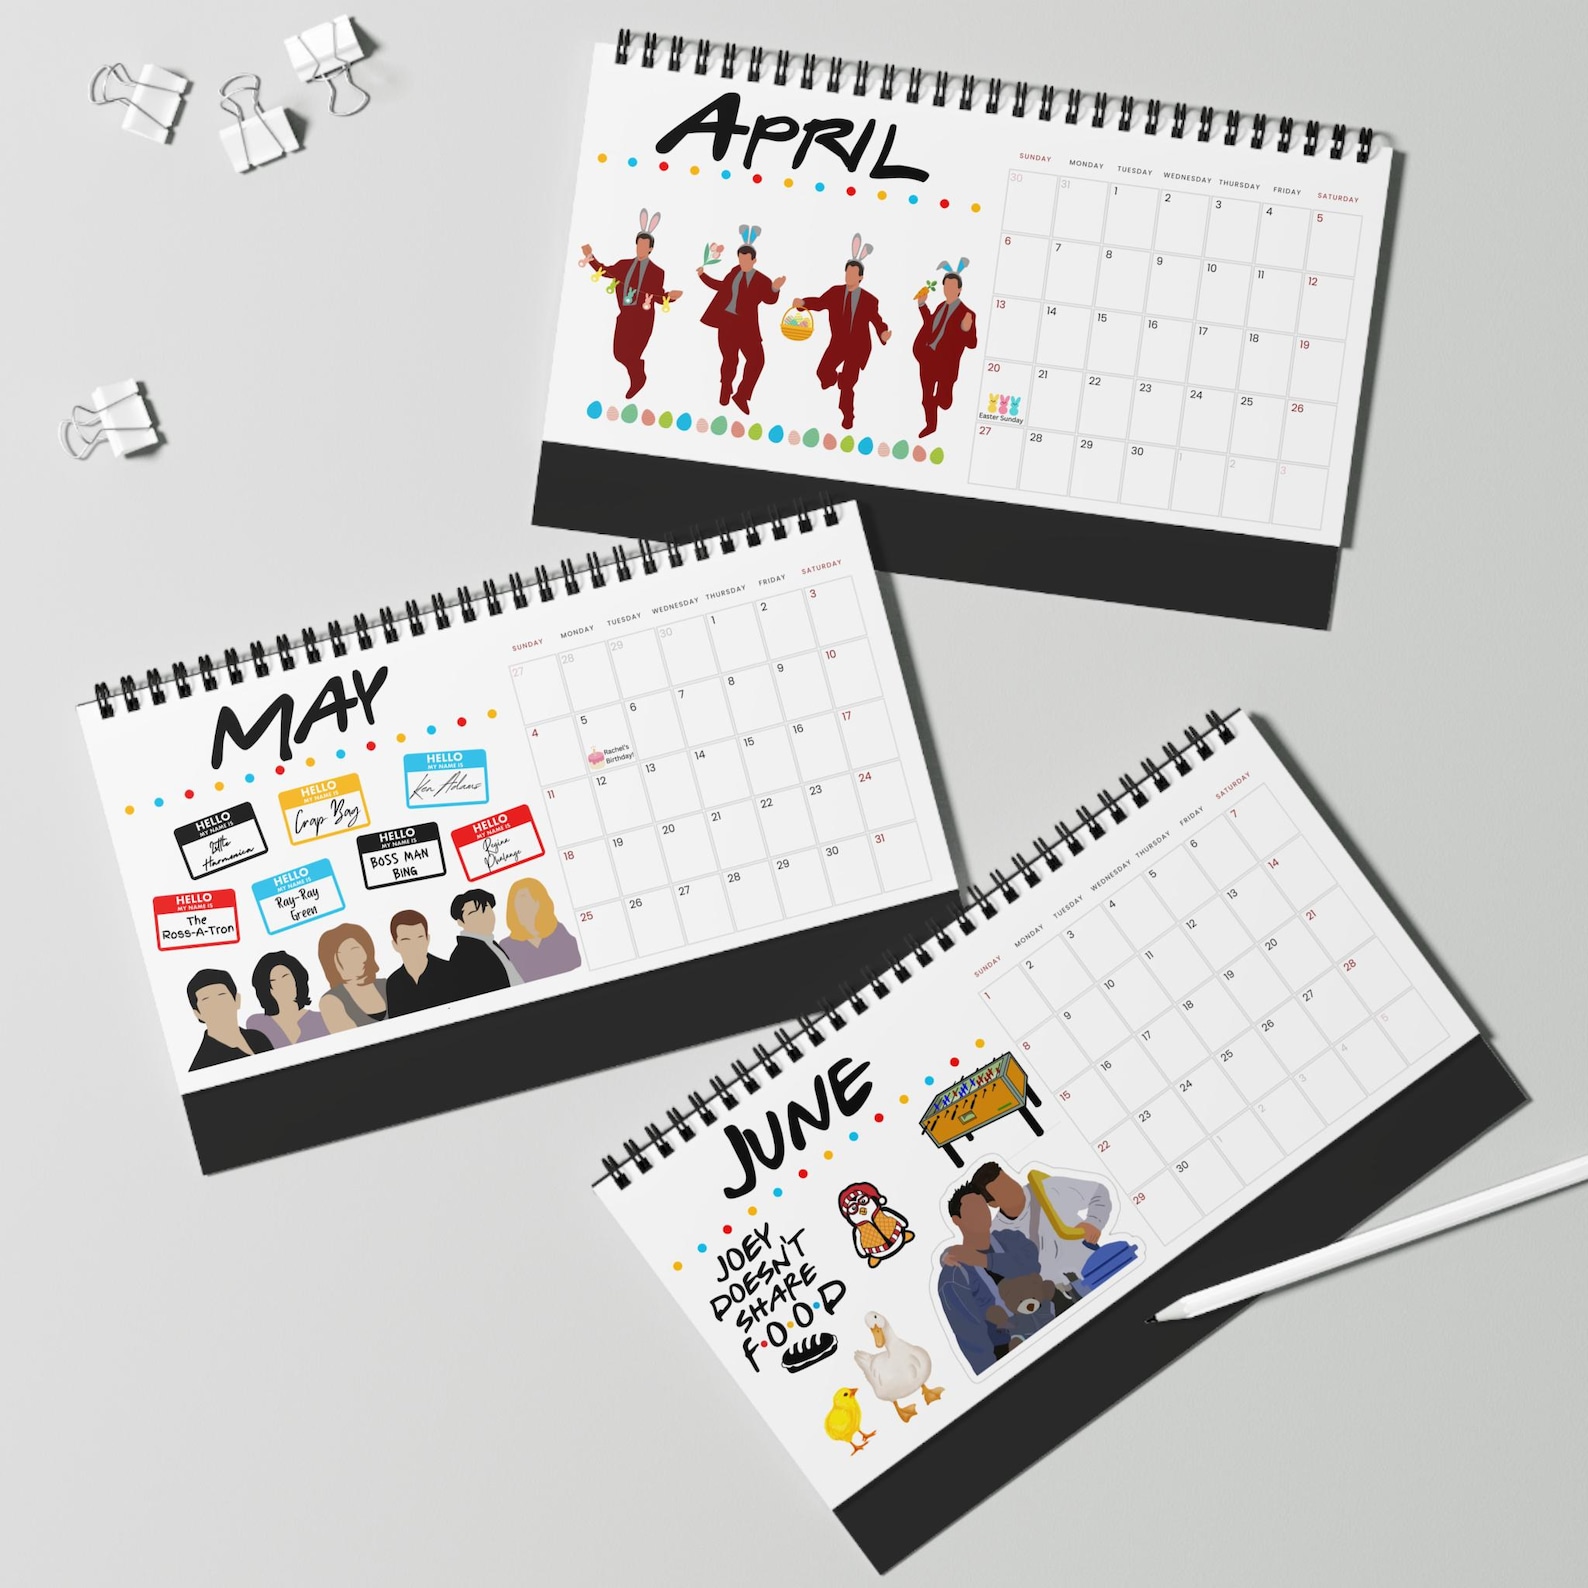 APRIL
SUNDAY MONDAY TUESDAY WEDNESDAY THURSDAY FRIDAY SATURDAY
30 31 1 2 3 4 5
6 7 8 9 10 11 12
13 14 15 16 17 18 19
20 21 22 23 24 25 26
Easter Sunday
27 28 29 30 1 2 3
MAY
HELLO
MY NAME IS
Little
Harmonica
HELLO
MY NAME IS
Crap Bag
HELLO
MY NAME IS
Ken Adams
HELLO
MY NAME IS
The
Ross-A-Tron
HELLO
MY NAME IS
Ray-Ray
Green
HELLO
MY NAME IS
BOSS MAN
BING
HELLO
MY NAME IS
Regina
Phalange
SUNDAY MONDAY TUESDAY WEDNESDAY THURSDAY FRIDAY SATURDAY
27 28 29 30 1 2 3
4 5 6 7 8 9 10
Rachel's
Birthday!
11 12 13 14 15 16 17
18 19 20 21 22 23 24
25 26 27 28 29 30 31
JUNE
JOEY
DOESN'T
SHARE
F•O•O•D
SUNDAY MONDAY TUESDAY WEDNESDAY THURSDAY FRIDAY SATURDAY
1 2 3 4 5 6 7
8 9 10 11 12 13 14
15 16 17 18 19 20 21
22 23 24 25 26 27 28
29 30 1 2 3 4 5